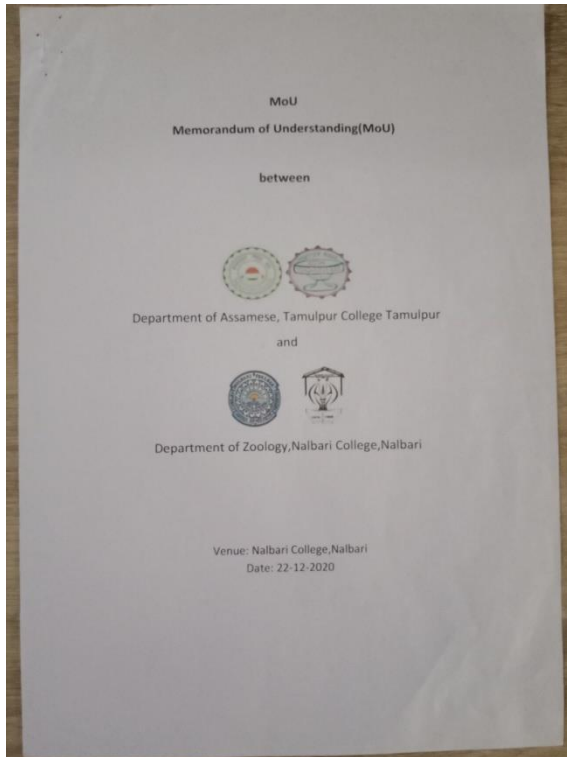 MoU
Memorandum of Understanding(MoU)
between
Department of Assamese, Tamulpur College Tamulpur
and
Department of Zoology,Nalbari College,Nalbari
Venue: Nalbari College,Nalbari
Date: 22-12-2020